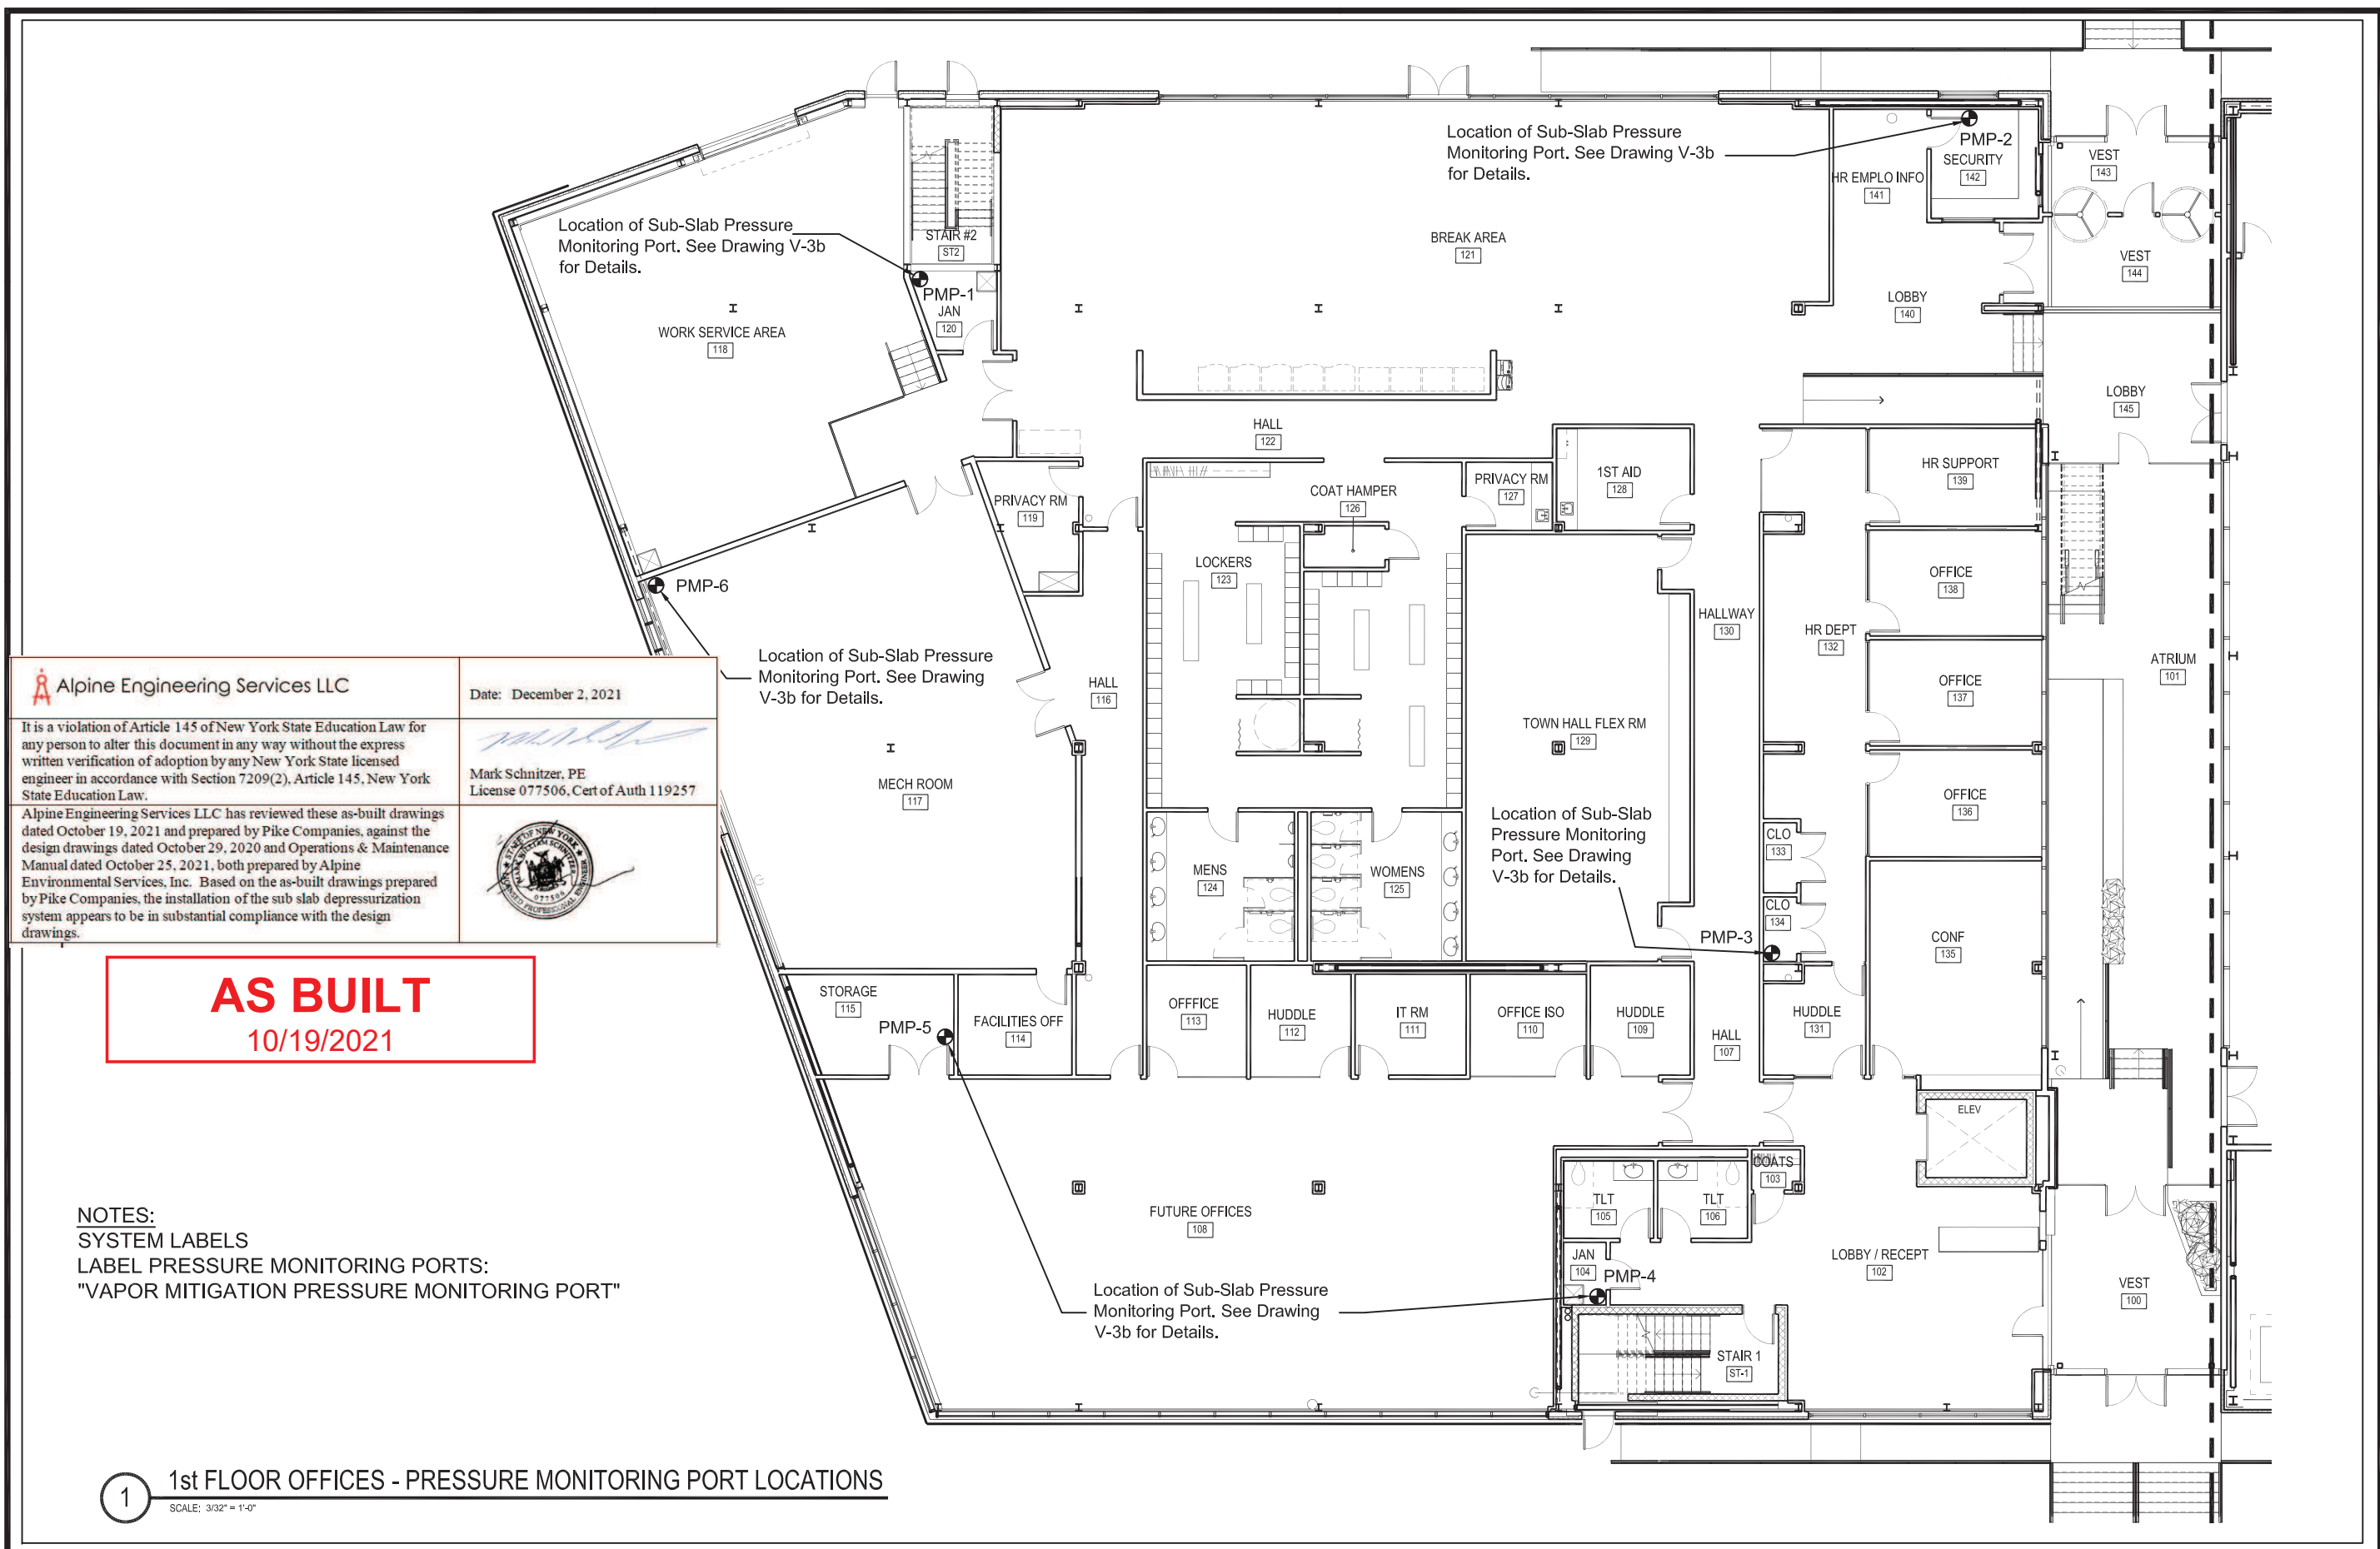 Location of Sub-Slab Pressure
Monitoring Port. See Drawing V-3b
for Details.
PMP-2
SECURITY
142
VEST
143
HR EMPLO INFO
141
Location of Sub-Slab Pressure
Monitoring Port. See Drawing V-3b
for Details.
STAIR #2
ST2
BREAK AREA
121
VEST
144
PMP-1
JAN
120
LOBBY
140
WORK SERVICE AREA
118
LOBBY
145
HALL
122
HR SUPPORT
139
1ST AID
128
PRIVACY RM
127
COAT HAMPER
126
PRIVACY RM
119
LOCKERS
123
OFFICE
138
PMP-6
HALLWAY
130
HR DEPT
132
ATRIUM
101
Location of Sub-Slab Pressure
Monitoring Port. See Drawing
V-3b for Details.
HALL
116
OFFICE
137
TOWN HALL FLEX RM
129
MECH ROOM
117
OFFICE
136
Location of Sub-Slab
Pressure Monitoring
Port. See Drawing
V-3b for Details.
CLO
133
MENS
124
WOMENS
125
CLO
134
PMP-3
CONF
135
Alpine Engineering Services LLC
Date: December 2, 2021
It is a violation of Article 145 of New York State Education Law for
any person to alter this document in any way without the express
written verification of adoption by any New York State licensed
engineer in accordance with Section 7209(2), Article 145, New York
State Education Law.
Mark Schnitzer, PE
License 077506, Cert of Auth 119257
Alpine Engineering Services LLC has reviewed these as-built drawings
dated October 19, 2021 and prepared by Pike Companies, against the
design drawings dated October 29, 2020 and Operations & Maintenance
Manual dated October 25, 2021, both prepared by Alpine
Environmental Services, Inc. Based on the as-built drawings prepared
by Pike Companies, the installation of the sub slab depressurization
system appears to be in substantial compliance with the design
drawings.
STATE OF NEW YORK
MARK WILLIAM SCHNITZER
077506
LICENSED PROFESSIONAL ENGINEER
AS BUILT
10/19/2021
STORAGE
115
PMP-5
FACILITIES OFF
114
OFFFICE
113
HUDDLE
112
IT RM
111
OFFICE ISO
110
HUDDLE
109
HALL
107
HUDDLE
131
ELEV
COATS
103
TLT
105
TLT
106
FUTURE OFFICES
108
JAN
104
PMP-4
LOBBY / RECEPT
102
VEST
100
Location of Sub-Slab Pressure
Monitoring Port. See Drawing
V-3b for Details.
STAIR 1
ST-1
NOTES:
SYSTEM LABELS
LABEL PRESSURE MONITORING PORTS:
"VAPOR MITIGATION PRESSURE MONITORING PORT"
1
1st FLOOR OFFICES - PRESSURE MONITORING PORT LOCATIONS
SCALE: 3/32" = 1'-0"